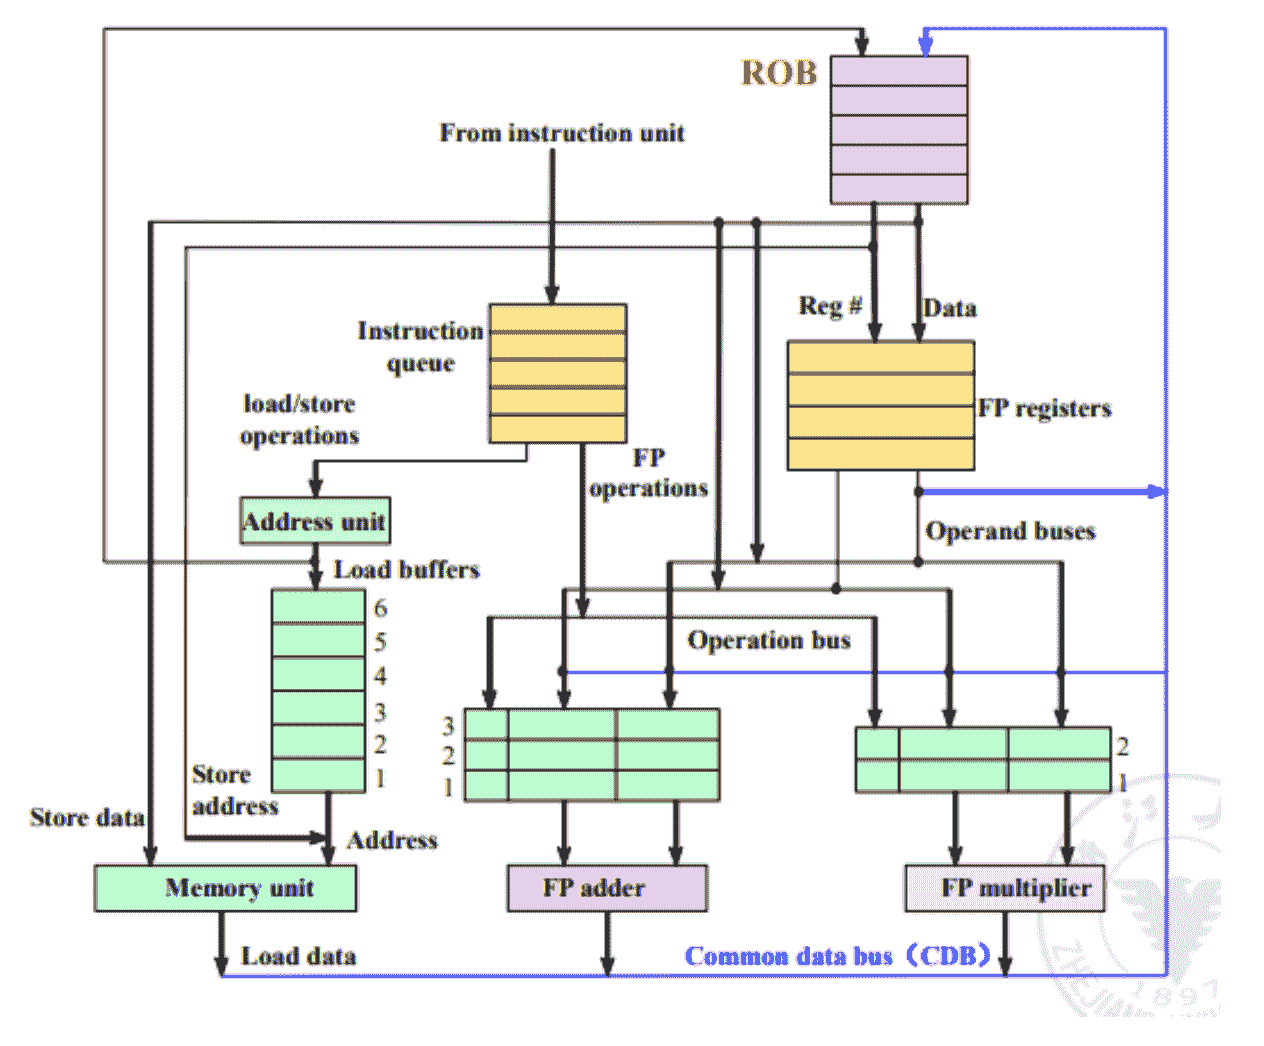 ROB
From instruction unit
Reg #
Data
Instruction
queue
FP registers
load/store
operations
FP
operations
Address unit
Operand buses
Load buffers
6
5
4
3
2
1
Operation bus
3
2
1
2
1
Store
address
Store data
Address
Memory unit
FP adder
FP multiplier
Load data
Common data bus（CDB）
1897